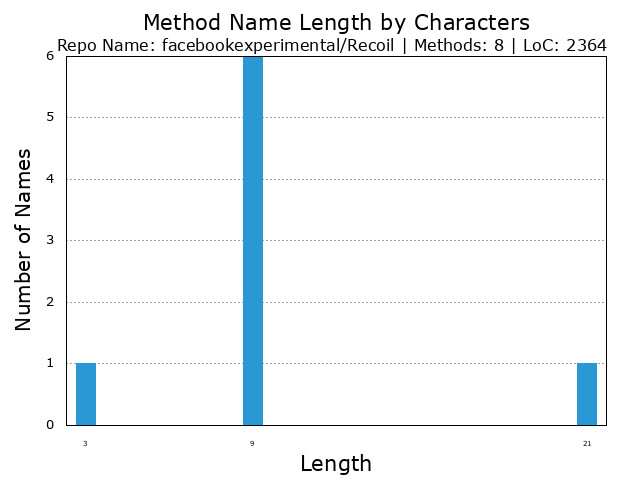 Method Name Length by Characters
Repo Name: facebookexperimental/Recoil | Methods: 8 | LoC: 2364
6
5
4
3
2
1
0
Number of Names
3 9 21
Length